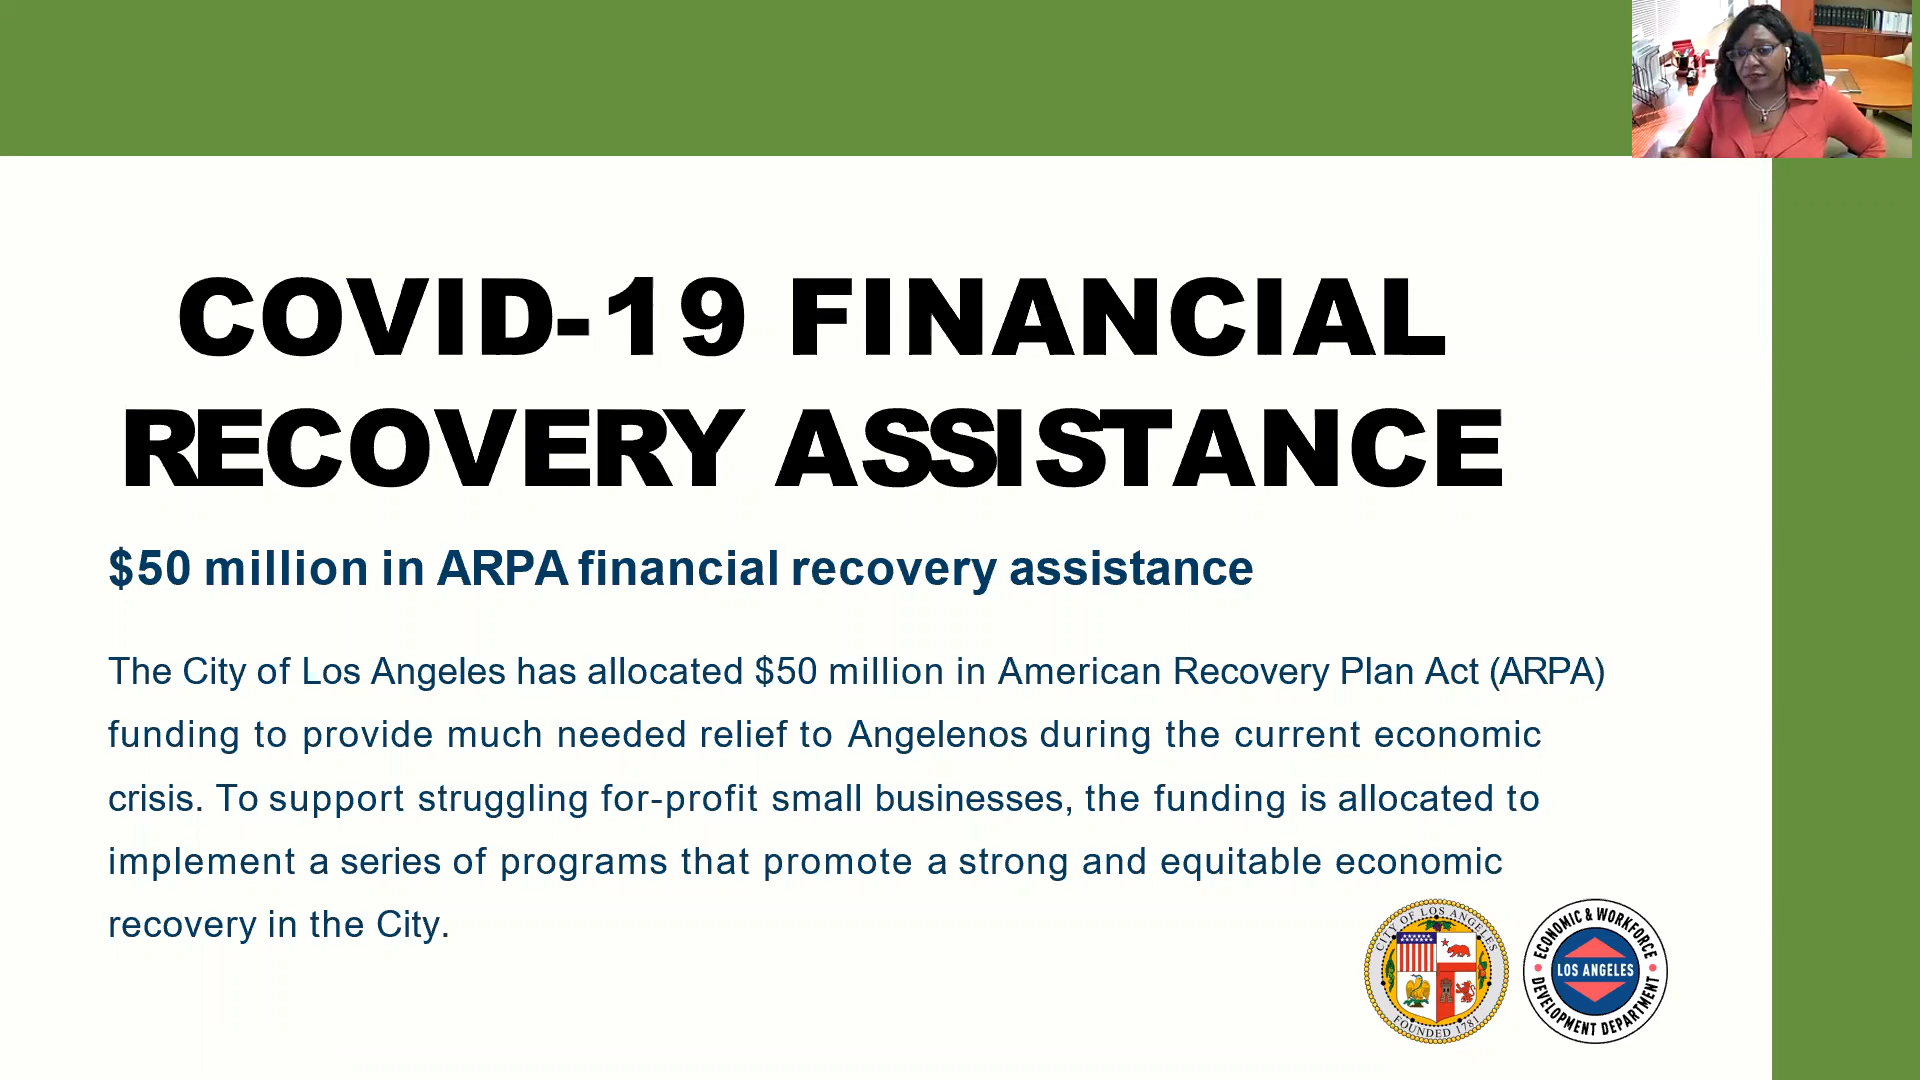 COVID-19 FINANCIAL
RECOVERY ASSISTANCE
$50 million in ARPA financial recovery assistance
The City of Los Angeles has allocated $50 million in American Recovery Plan Act (ARPA)
funding to provide much needed relief to Angelenos during the current economic
crisis. To support struggling for-profit small businesses, the funding is allocated to
implement a series of programs that promote a strong and equitable economic
recovery in the City.
CITY OF LOS ANGELES
FOUNDED 1781
ECONOMIC & WORKFORCE
LOS ANGELES
DEVELOPMENT DEPARTMENT